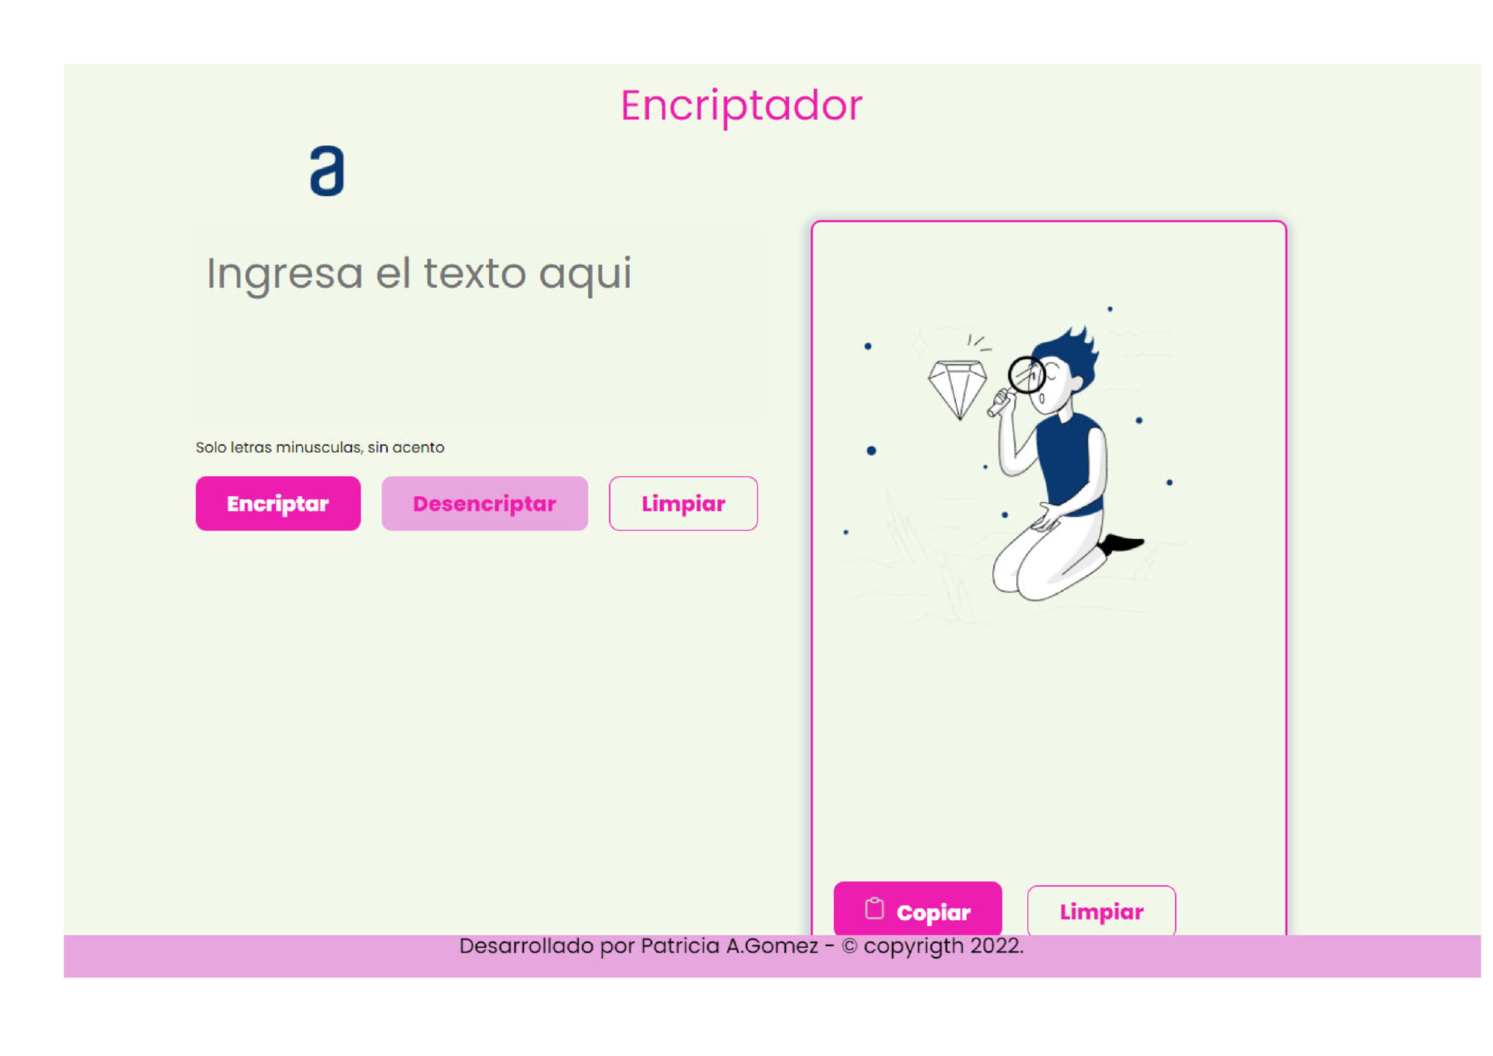 Encriptador
a
Ingresa el texto aqui
Solo letras minusculas, sin acento
Encriptar Desencriptar Limpiar
Copiar Limpiar
Desarrollado por Patricia A.Gomez - © copyrigth 2022.